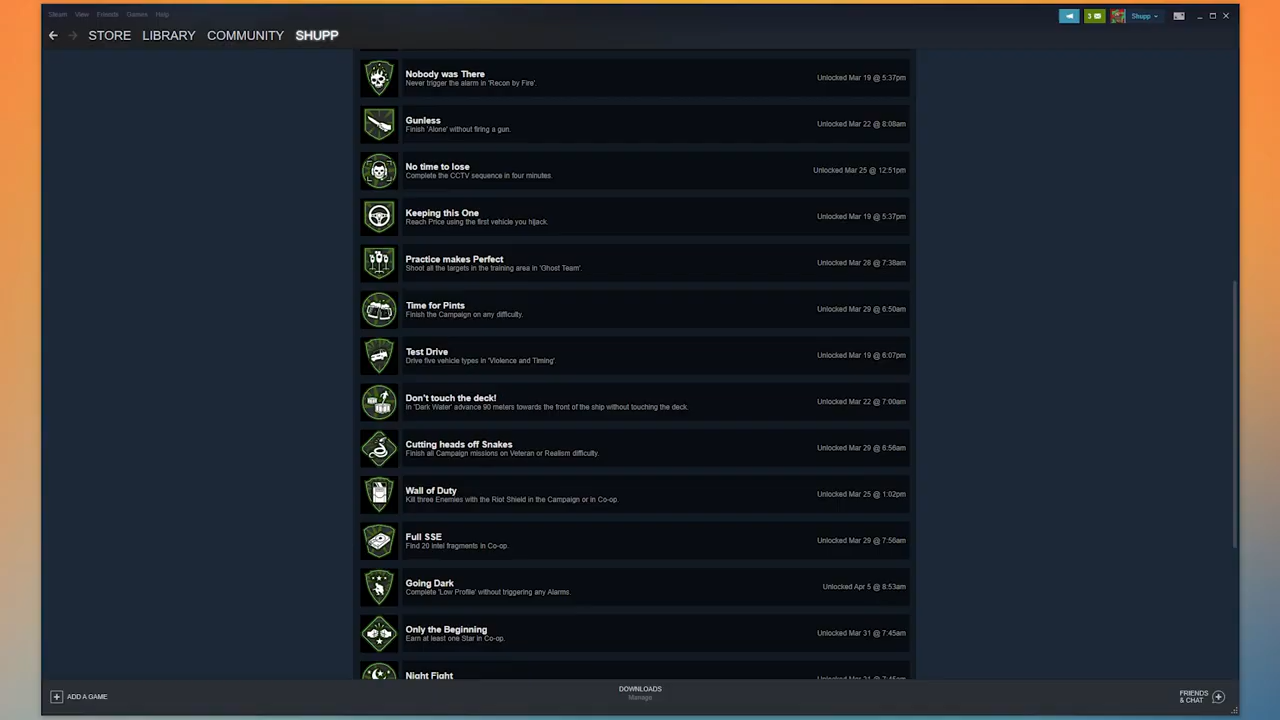 Steam View Friends Games Help
3
Shupp
STORE LIBRARY COMMUNITY SHUPP
Nobody was There
Never trigger the alarm in 'Recon by Fire'.
Unlocked Mar 19 @ 5:37pm
Gunless
Finish 'Alone' without firing a gun.
Unlocked Mar 22 @ 8:08am
No time to lose
Complete the CCTV sequence in four minutes.
Unlocked Mar 25 @ 12:51pm
Keeping this One
Reach Price using the first vehicle you hijack.
Unlocked Mar 19 @ 5:37pm
Practice makes Perfect
Shoot all the targets in the training area in 'Ghost Team'.
Unlocked Mar 28 @ 7:38am
Time for Pints
Finish the Campaign on any difficulty.
Unlocked Mar 29 @ 6:50am
Test Drive
Drive five vehicle types in 'Violence and Timing'.
Unlocked Mar 19 @ 6:07pm
Don't touch the deck!
In 'Dark Water' advance 90 meters towards the front of the ship without touching the deck.
Unlocked Mar 22 @ 7:00am
Cutting heads off Snakes
Finish all Campaign missions on Veteran or Realism difficulty.
Unlocked Mar 29 @ 6:56am
Wall of Duty
Kill three Enemies with the Riot Shield in the Campaign or in Co-op.
Unlocked Mar 25 @ 1:02pm
Full SSE
Find 20 intel fragments in Co-op.
Unlocked Mar 29 @ 7:56am
Going Dark
Complete 'Low Profile' without triggering any Alarms.
Unlocked Apr 5 @ 8:53am
Only the Beginning
Earn at least one Star in Co-op.
Unlocked Mar 31 @ 7:45am
Night Fight
ADD A GAME
DOWNLOADS
Manage
FRIENDS
& CHAT